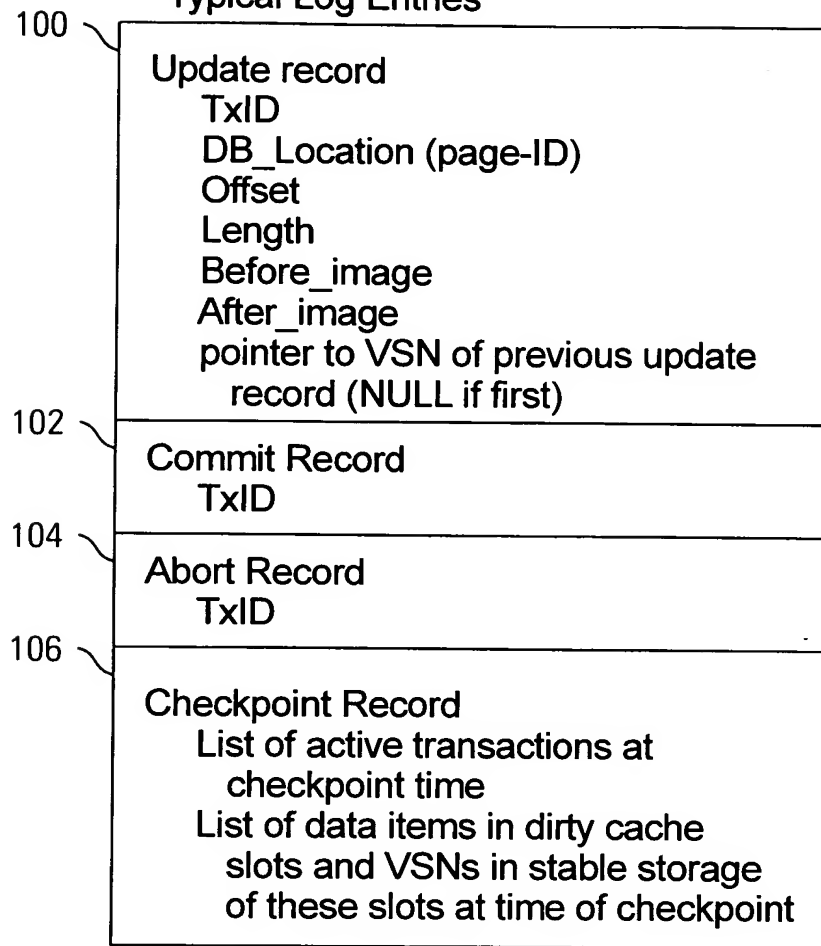 Typical Log Entries
100
Update record
TxID
DB_Location (page-ID)
Offset
Length
Before_image
After_image
pointer to VSN of previous update
record (NULL if first)
102
Commit Record
TxID
104
Abort Record
TxID
106
Checkpoint Record
List of active transactions at
checkpoint time
List of data items in dirty cache
slots and VSNs in stable storage
of these slots at time of checkpoint